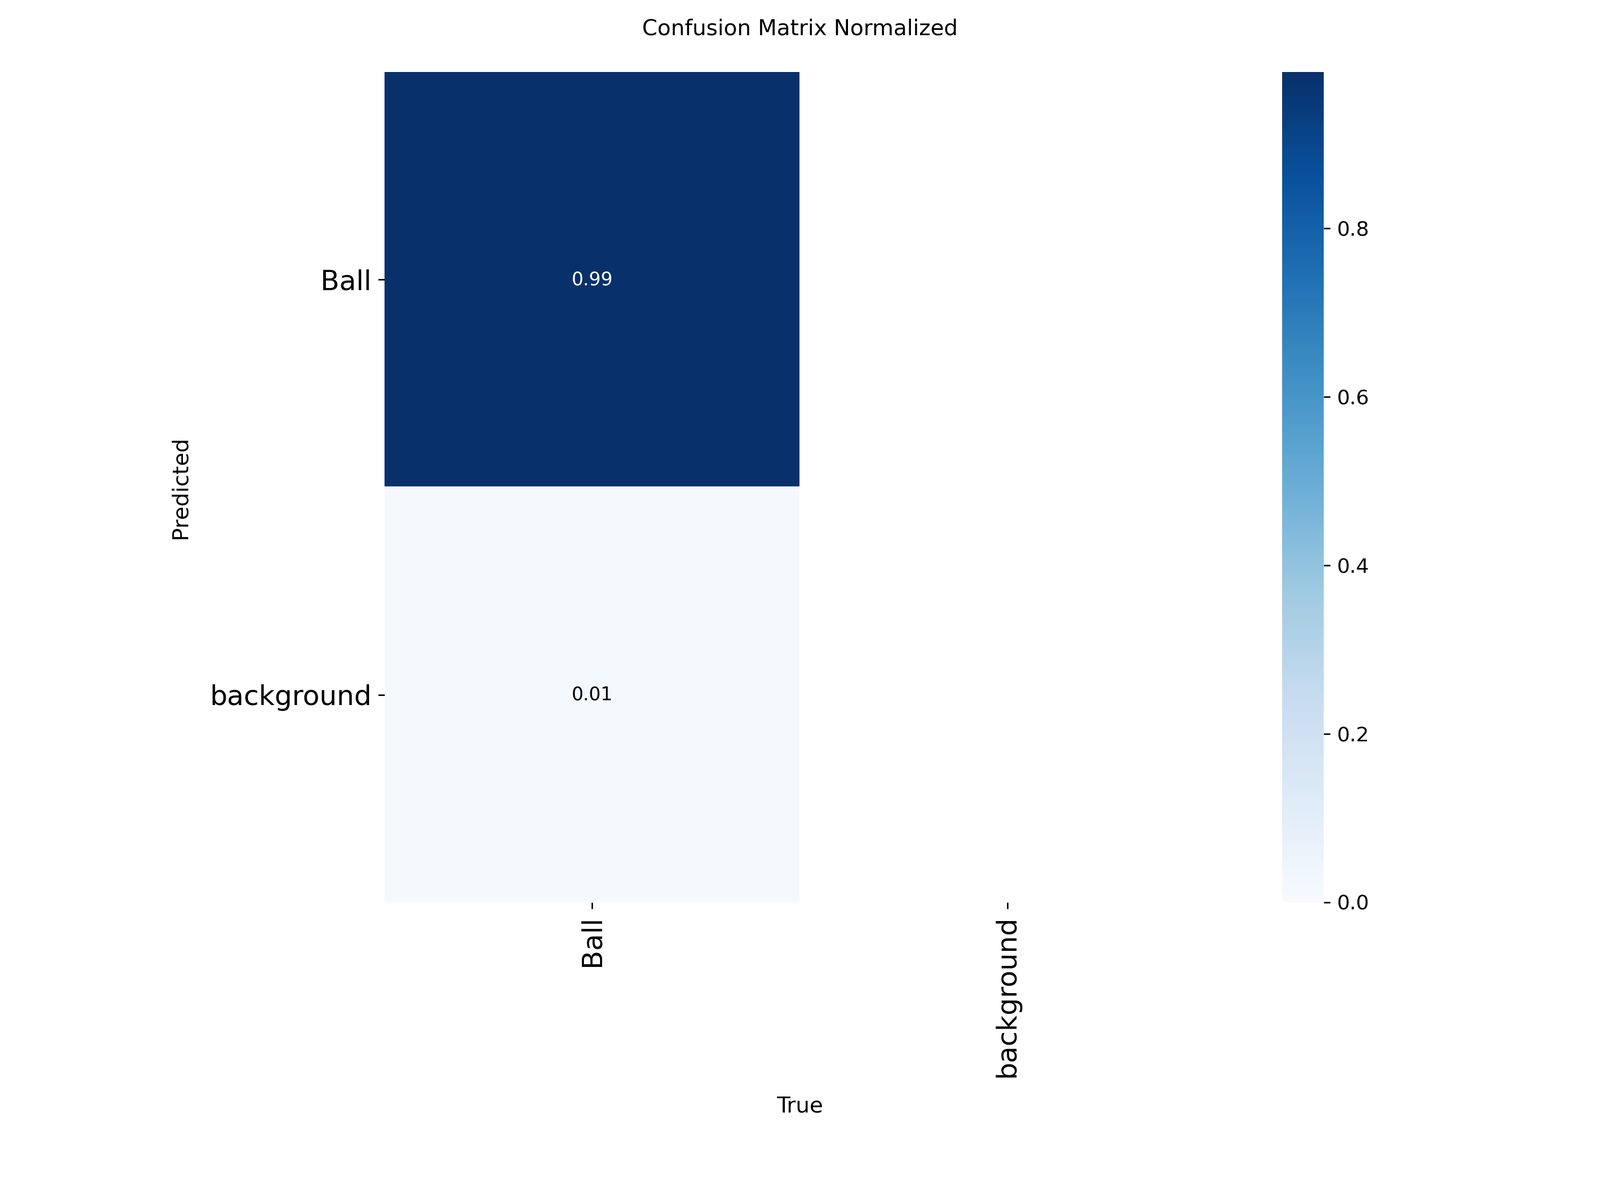 Confusion Matrix Normalized
Ball
0.99
background
0.01
Predicted
Ball
background
True
0.8
0.6
0.4
0.2
0.0